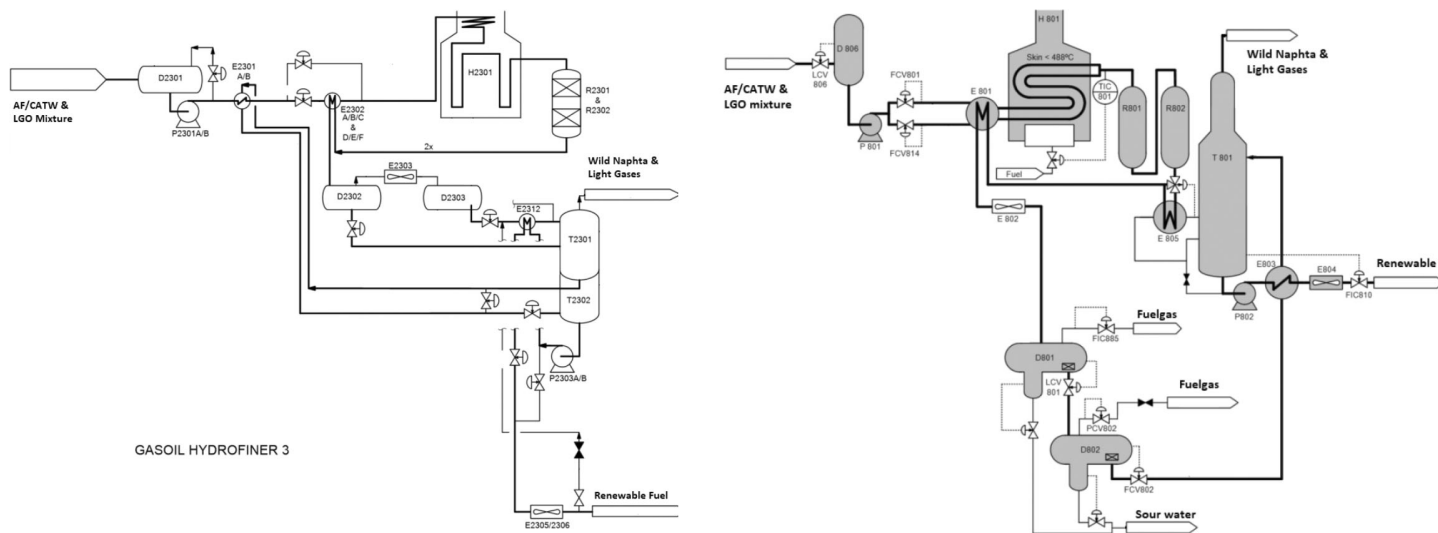 D2301
AF/CATW &
LGO Mixture
P2301A/B
E2301
A/B
E2302
A/B/C
&
D/E/F
H2301
R2301
&
R2302
2x
E2303
D2302
D2303
E2312
Wild Naphta &
Light Gases
T2301
T2302
P2303A/B
GASOIL HYDROFINER 3
E2305/2306
Renewable Fuel
AF/CATW &
LGO mixture
D 806
LCV
806
P 801
FCV801
FCV814
E 801
H 801
Skin < 488ºC
Fuel
TIC
801
R801
R802
E 802
E 805
Wild Naphta &
Light Gases
T 801
P802
E803
E804
FIC810
Renewable
D801
FIC885
Fuelgas
LCV
801
D802
PCV802
Fuelgas
FCV802
Sour water